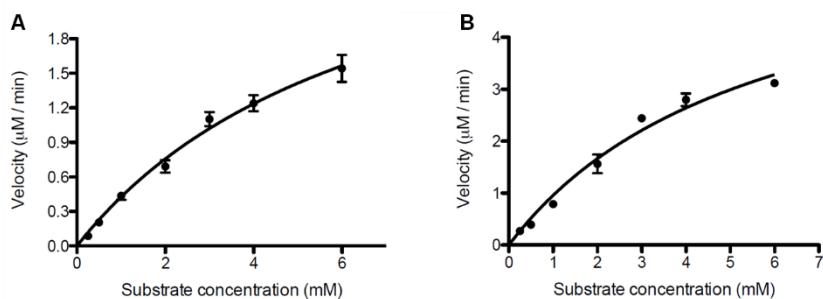 A
Velocity (µM / min)
1.8
1.5
1.2
0.9
0.6
0.3
0.0
0 2 4 6
Substrate concentration (mM)
B
Velocity (µM / min)
4
3
2
1
0
0 1 2 3 4 5 6 7
Substrate concentration (mM)